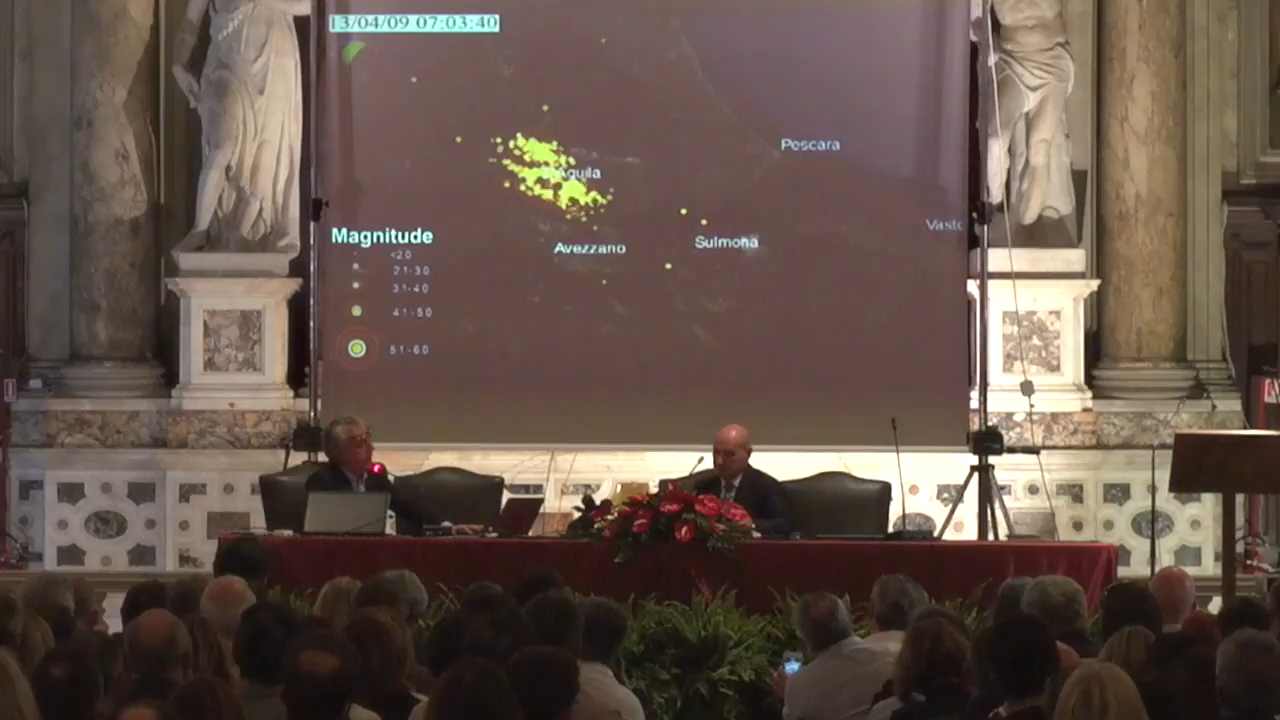 13/04/09 07:03:40
Pescara
Aquila
Vasto
Sulmona
Avezzano
Magnitude
<2.0
2.1-3.0
3.1-4.0
4.1-5.0
5.1-6.0